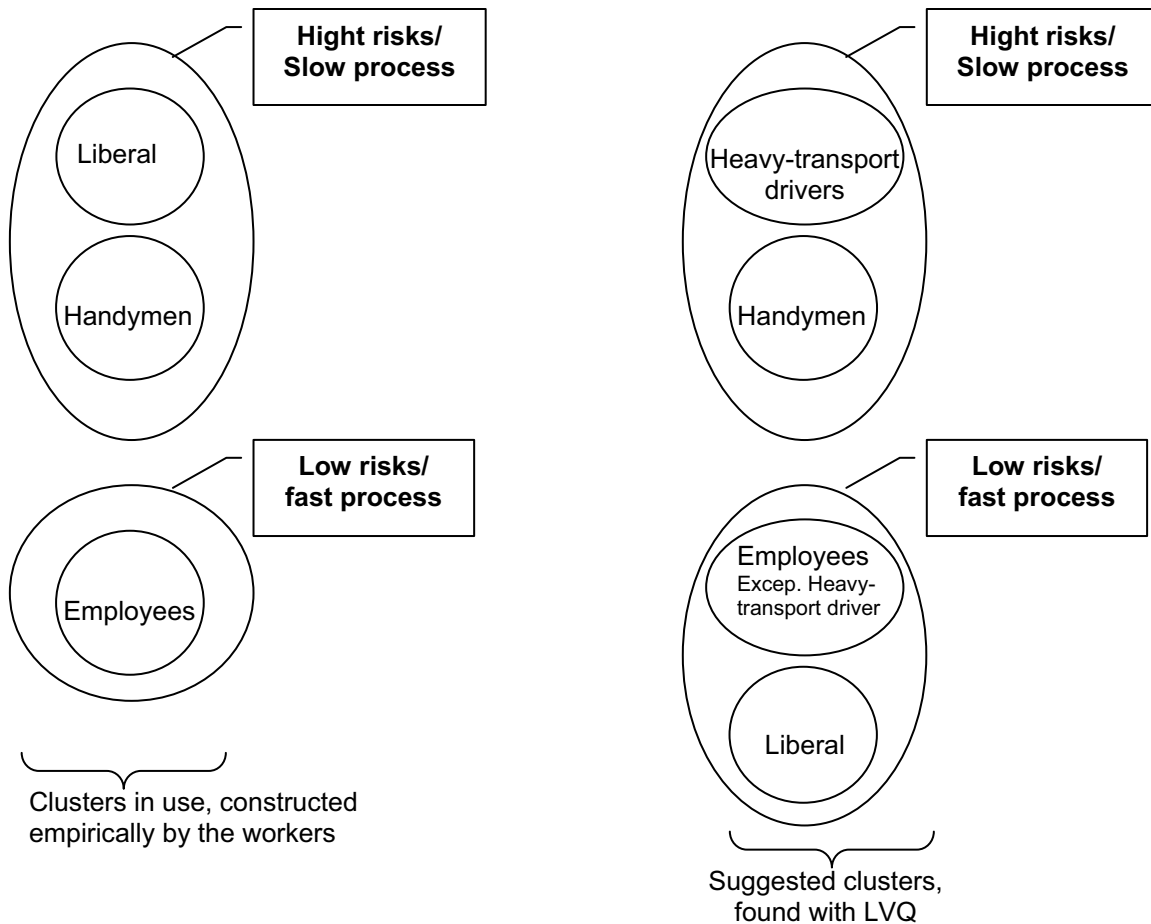 Hight risks/
Slow process
Liberal
Handymen
Low risks/
fast process
Employees
Clusters in use, constructed
empirically by the workers
Hight risks/
Slow process
Heavy-transport
drivers
Handymen
Low risks/
fast process
Employees
Excep. Heavy-
transport driver
Liberal
Suggested clusters,
found with LVQ